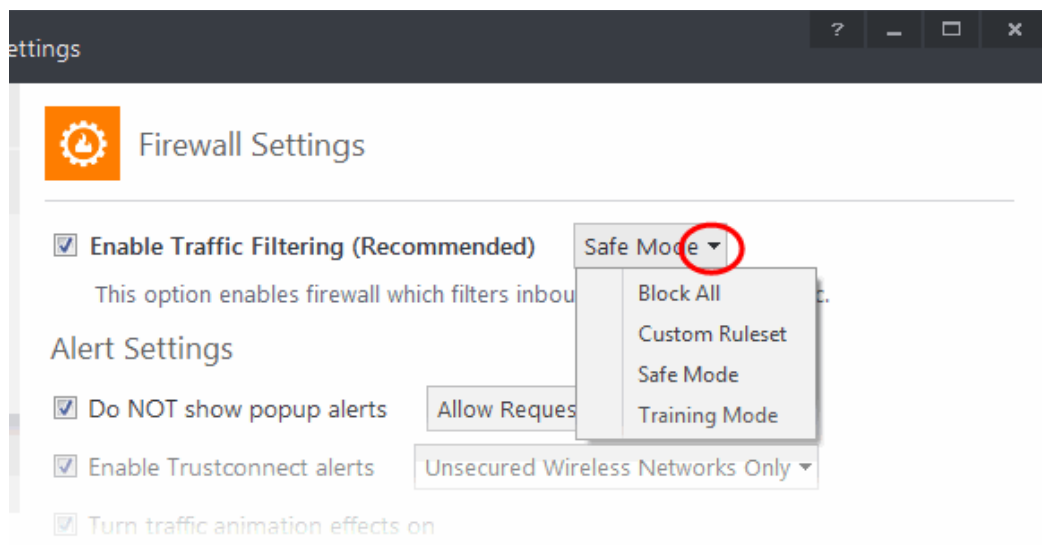 ettings
?
Firewall Settings
Enable Traffic Filtering (Recommended) Safe Mode
This option enables firewall which filters c.
Block All
Custom Ruleset
Alert Settings
Safe Mode
Do NOT show popup alerts Allow
Training Mode
Enable Trustconnect alerts Unsecured Wireless Networks Only
Turn traffic animation effects on